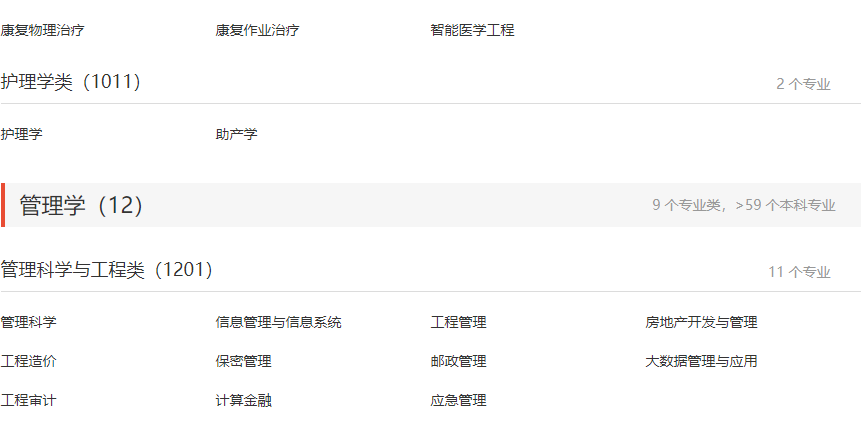 康复物理治疗 康复作业治疗 智能医学工程
护理学类（1011） 2 个专业
护理学 助产学
管理学（12） 9 个专业类，>59 个本科专业
管理科学与工程类（1201） 11 个专业
管理科学 信息管理与信息系统 工程管理 房地产开发与管理
工程造价 保密管理 邮政管理 大数据管理与应用
工程审计 计算金融 应急管理